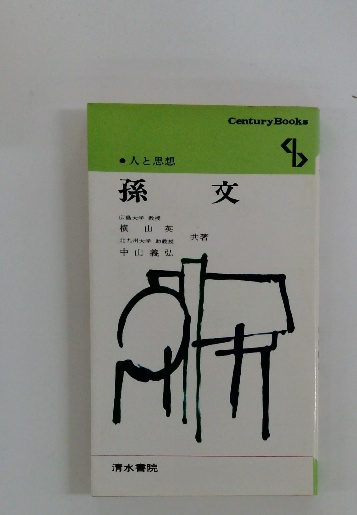 CenturyBooks
●人と思想
孫 文
広島大学 教授
横山英
北九州大学 助教授
中山義弘
共著
清水書院